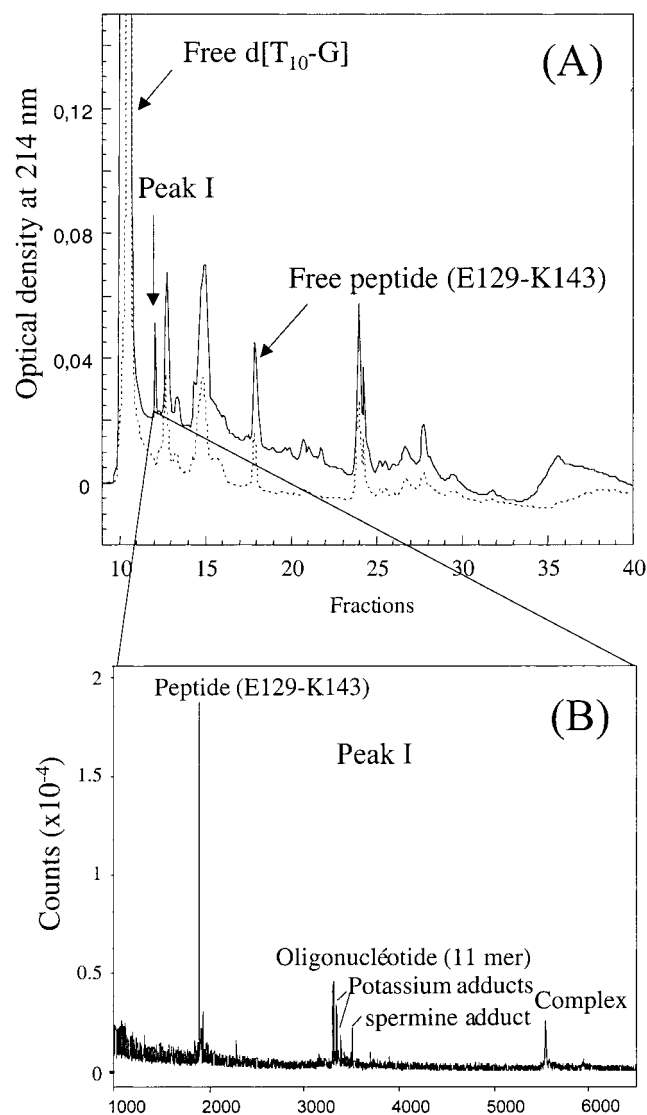 (A)
Free d[T10-G]
Peak I
Free peptide (E129-K143)
Optical density at 214 nm
0,12
0,08
0,04
0
10 15 20 25 30 35 40
Fractions
(B)
Peptide (E129-K143)
Peak I
Oligonucléotide (11 mer)
Potassium adducts
spermine adduct
Complex
Counts (x10-4)
2
1.5
1
0.5
0
1000 2000 3000 4000 5000 6000